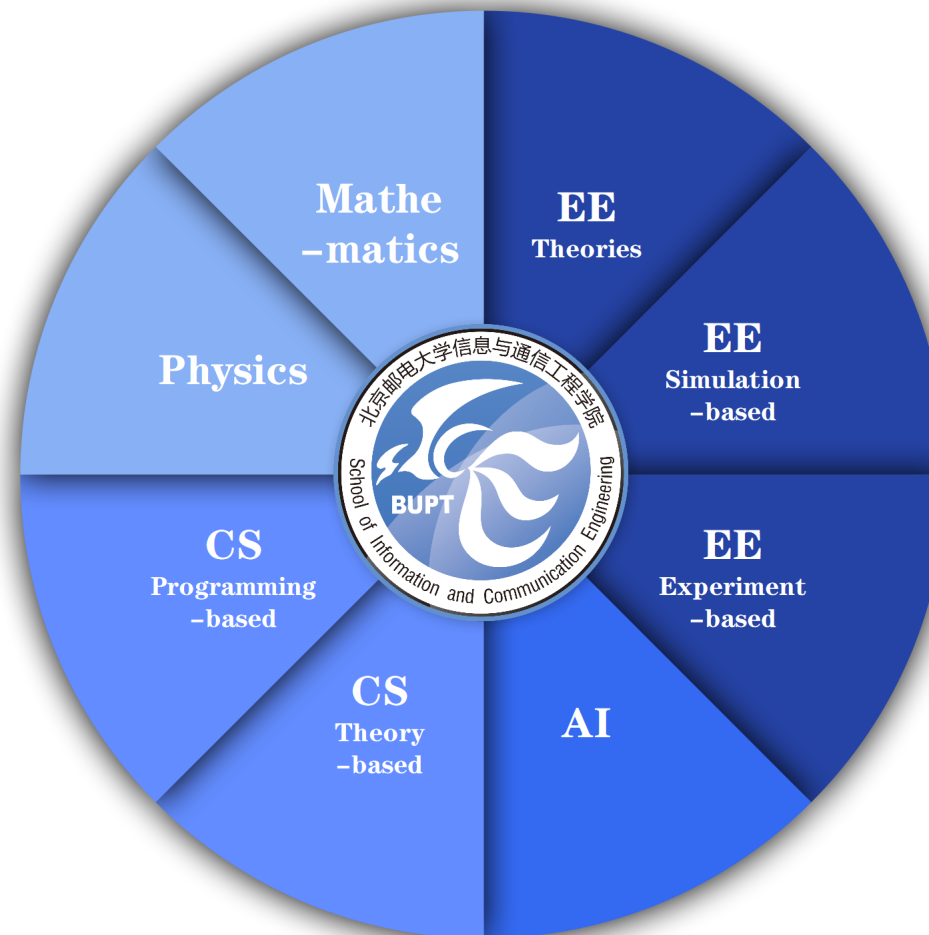 Mathe
-matics
EE
Theories
EE
Simulation
-based
EE
Experiment
-based
AI
CS
Theory
-based
CS
Programming
-based
Physics
北京邮电大学信息与通信工程学院
BUPT
School of Information and Communication Engineering